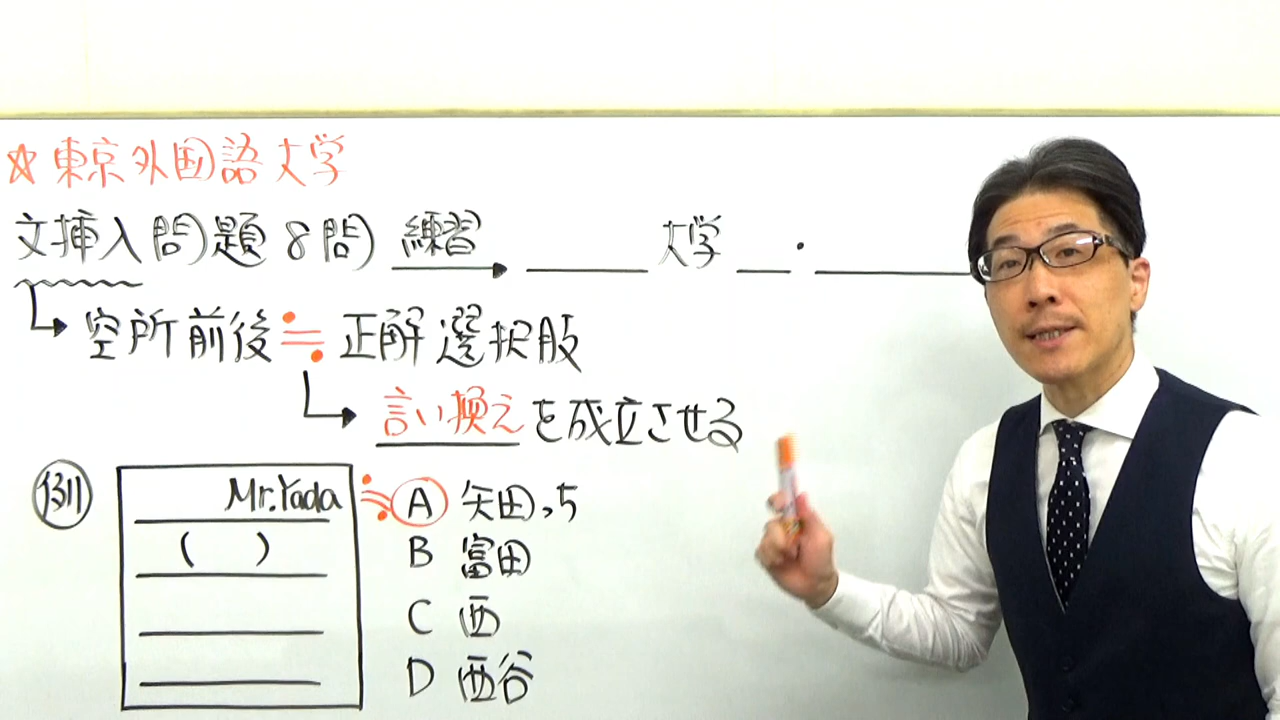 ☆東京外国語大学
文挿入問題8問 練習 → ______ 大学 __・______
空所前後≒正解選択肢
言い換えを成立させる
例
Mr.Yada
(　　)
A 矢田っち
B 富田
C 西
D 西谷